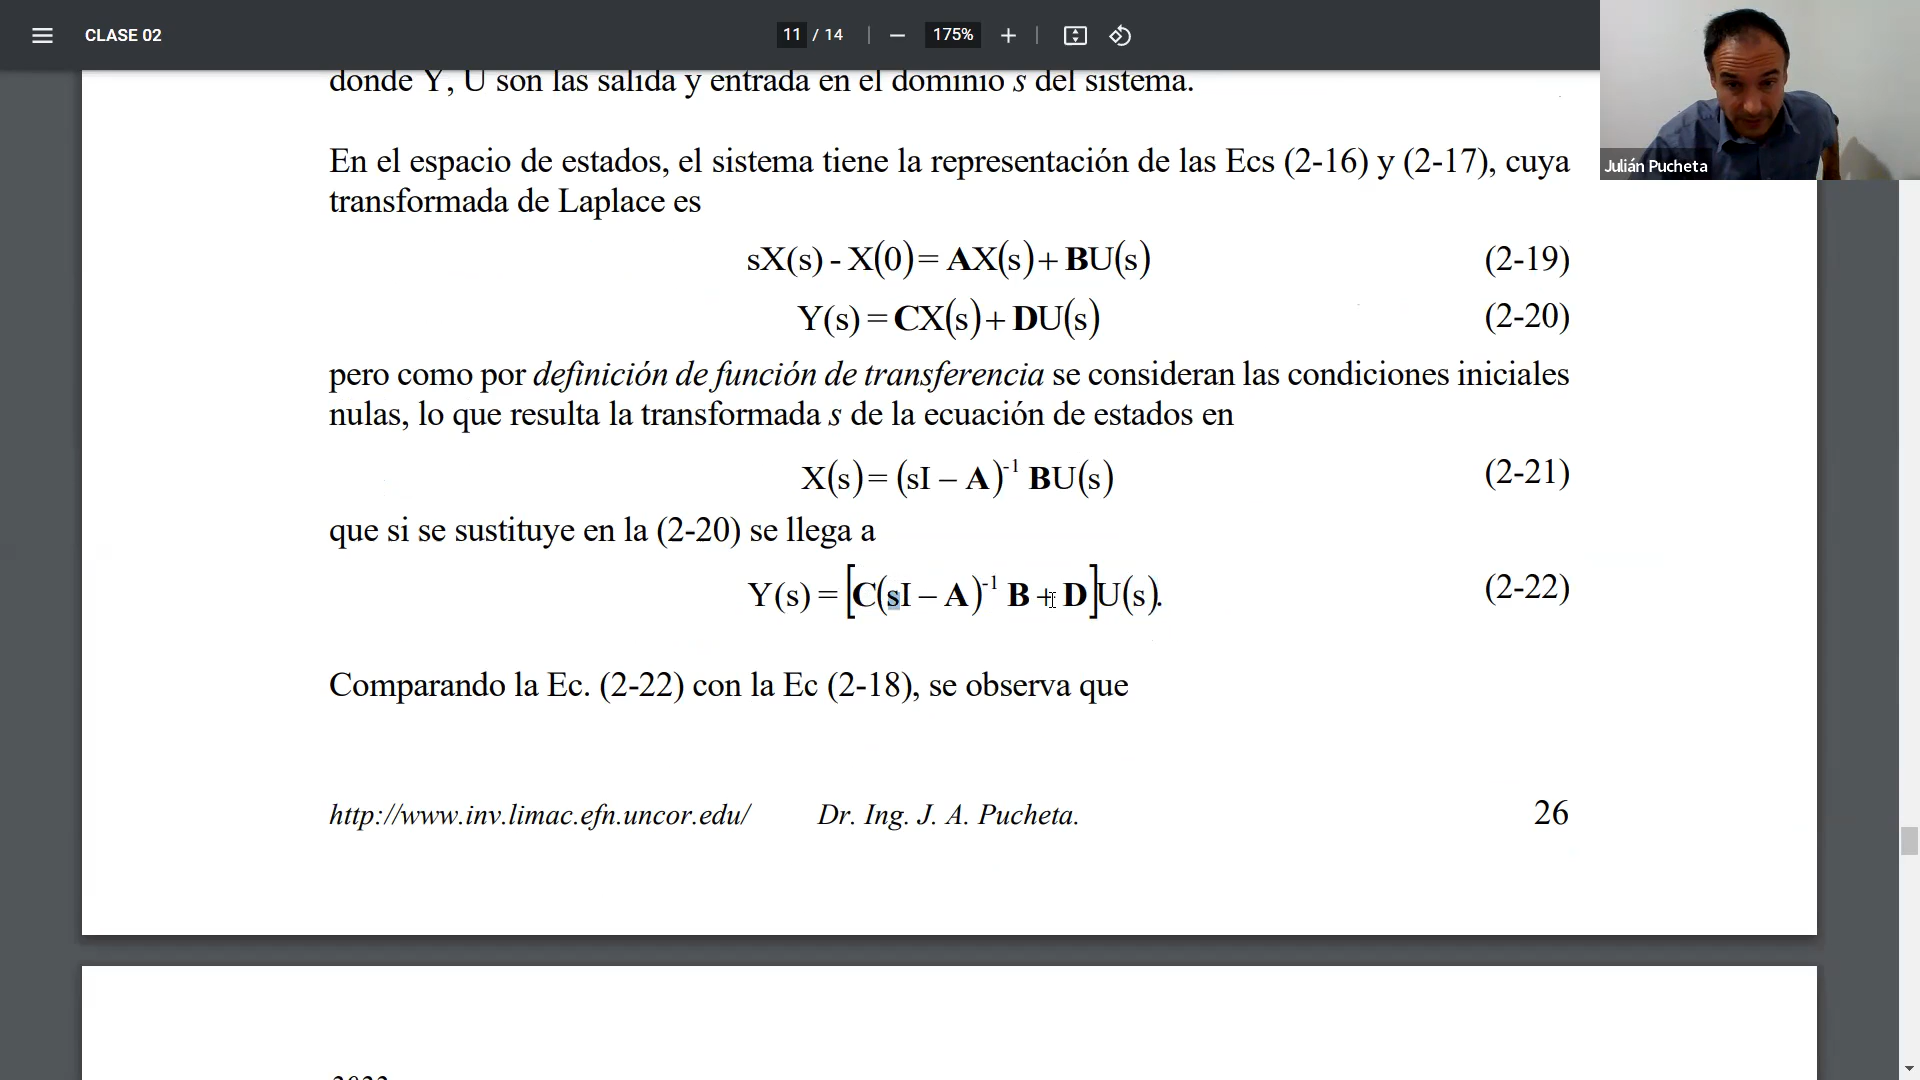 CLASE 02
11 / 14
175%
Julián Pucheta
donde Y, U son las salida y entrada en el dominio s del sistema.
En el espacio de estados, el sistema tiene la representación de las Ecs (2-16) y (2-17), cuya
transformada de Laplace es
sX(s) - X(0) = AX(s) + BU(s) (2-19)
Y(s) = CX(s) + DU(s) (2-20)
pero como por definición de función de transferencia se consideran las condiciones iniciales
nulas, lo que resulta la transformada s de la ecuación de estados en
X(s) = (sI − A)⁻¹ BU(s) (2-21)
que si se sustituye en la (2-20) se llega a
Y(s) = [C(sI − A)⁻¹ B + D]U(s). (2-22)
Comparando la Ec. (2-22) con la Ec (2-18), se observa que
http://www.inv.limac.efn.uncor.edu/ Dr. Ing. J. A. Pucheta. 26